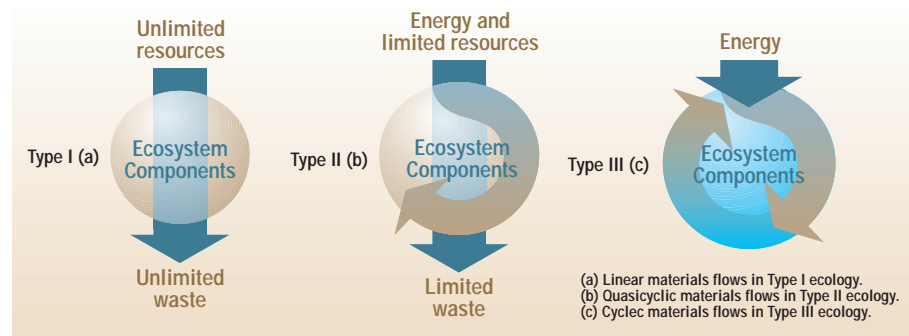 Unlimited
resources
Type I (a)
Ecosystem
Components
Unlimited
waste
Energy and
limited resources
Type II (b)
Ecosystem
Components
Limited
waste
Energy
Type III (c)
Ecosystem
Components
(a) Linear materials flows in Type I ecology.
(b) Quasicyclic materials flows in Type II ecology.
(c) Cyclec materials flows in Type III ecology.